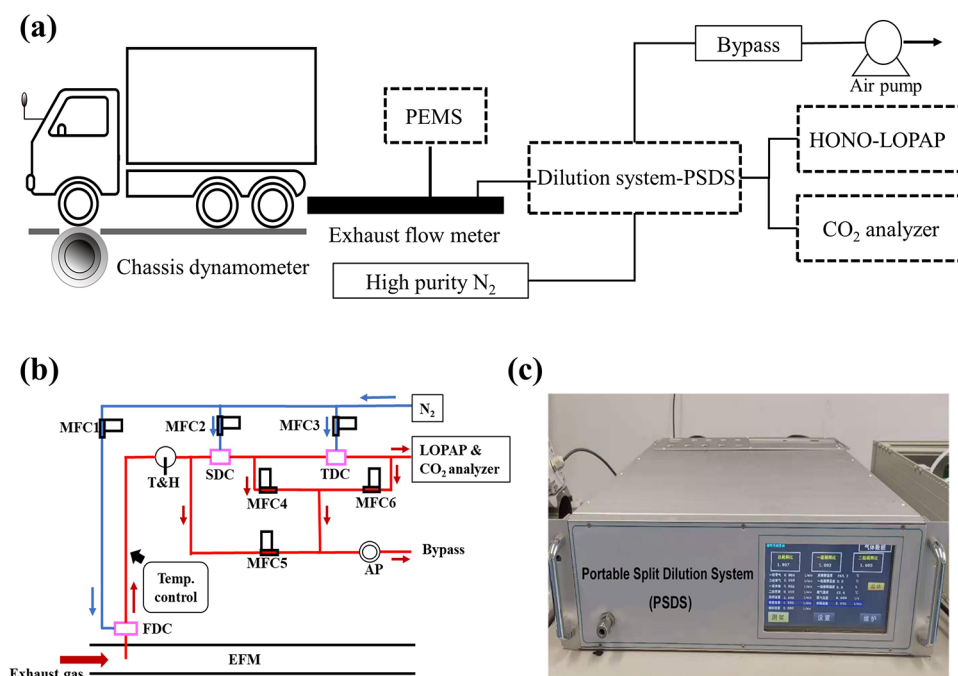 (a)
Bypass
Air pump
PEMS
HONO-LOPAP
Dilution system-PSDS
CO₂ analyzer
Exhaust flow meter
Chassis dynamometer
High purity N₂
(b)
N₂
MFC1
MFC2
MFC3
LOPAP &
CO₂ analyzer
T&H
SDC
TDC
MFC4
MFC6
MFC5
AP
Bypass
Temp.
control
FDC
EFM
Exhaust gas
(c)
Portable Split Dilution System
(PSDS)